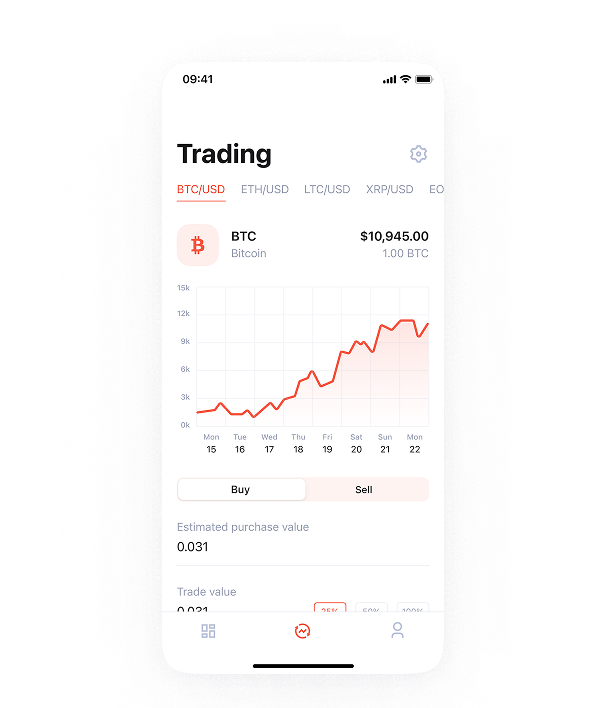 09:41
Trading
BTC/USD ETH/USD LTC/USD XRP/USD EO
BTC $10,945.00
Bitcoin 1.00 BTC
15k
12k
9k
6k
3k
0k
Mon Tue Wed Thu Fri Sat Sun Mon
15 16 17 18 19 20 21 22
Buy Sell
Estimated purchase value
0.031
Trade value
0.031 25% 50% 100%